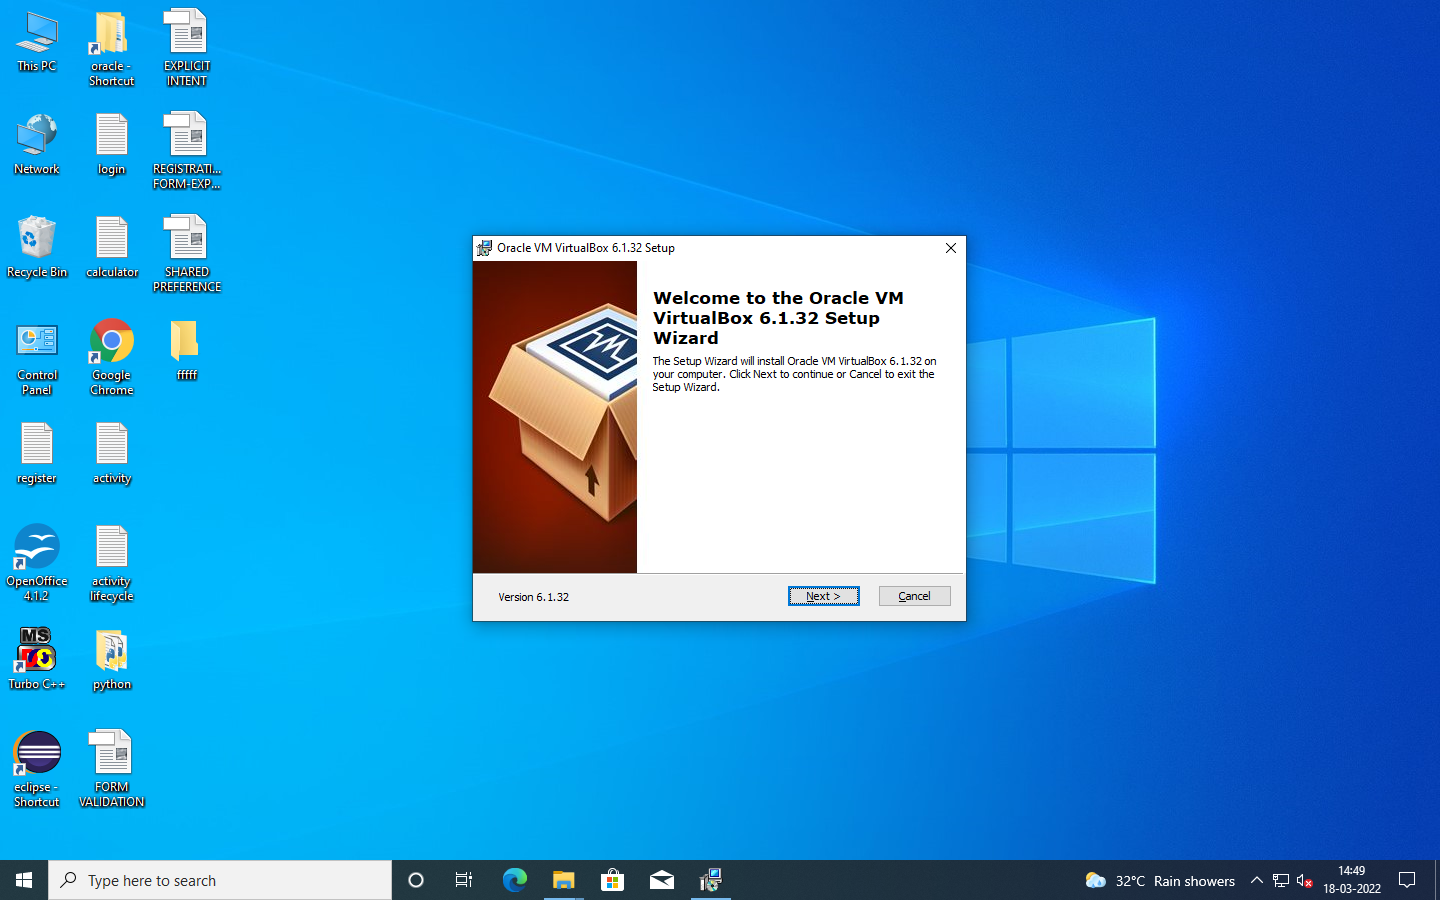 This PC
oracle -
Shortcut
EXPLICIT
INTENT
Network
login
REGISTRATI...
FORM-EXP...
Recycle Bin
calculator
SHARED
PREFERENCE
Control
Panel
Google
Chrome
fffff
register
activity
OpenOffice
4.1.2
activity
lifecycle
MS
Turbo C++
python
eclipse -
Shortcut
FORM
VALIDATION
Oracle VM VirtualBox 6.1.32 Setup
Welcome to the Oracle VM
VirtualBox 6.1.32 Setup
Wizard
The Setup Wizard will install Oracle VM VirtualBox 6.1.32 on
your computer. Click Next to continue or Cancel to exit the
Setup Wizard.
Version 6.1.32
Next >
Cancel
Type here to search
32°C Rain showers
14:49
18-03-2022